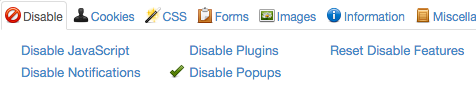 Disable Cookies CSS Forms Images Information Miscella
Disable JavaScript Disable Plugins Reset Disable Features
Disable Notifications Disable Popups